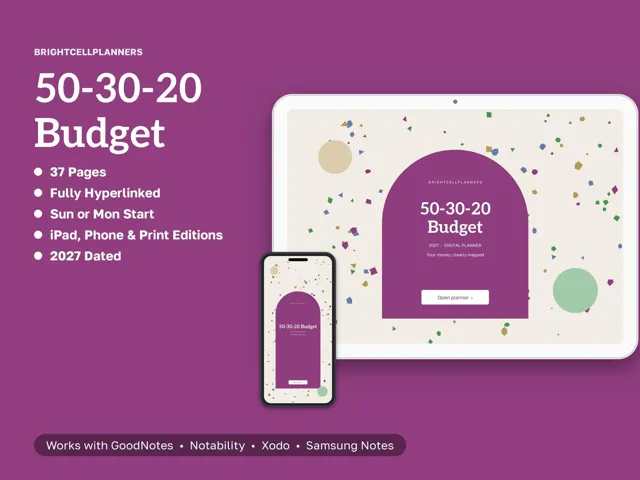 BRIGHTCELLPLANNERS
50-30-20
Budget
37 Pages
Fully Hyperlinked
Sun or Mon Start
iPad, Phone & Print Editions
2027 Dated
BRIGHTCELLPLANNERS
50-30-20
Budget
2027 · DIGITAL PLANNER
Your money, clearly mapped
Open planner
50-30-20 Budget
Works with GoodNotes • Notability • Xodo • Samsung Notes